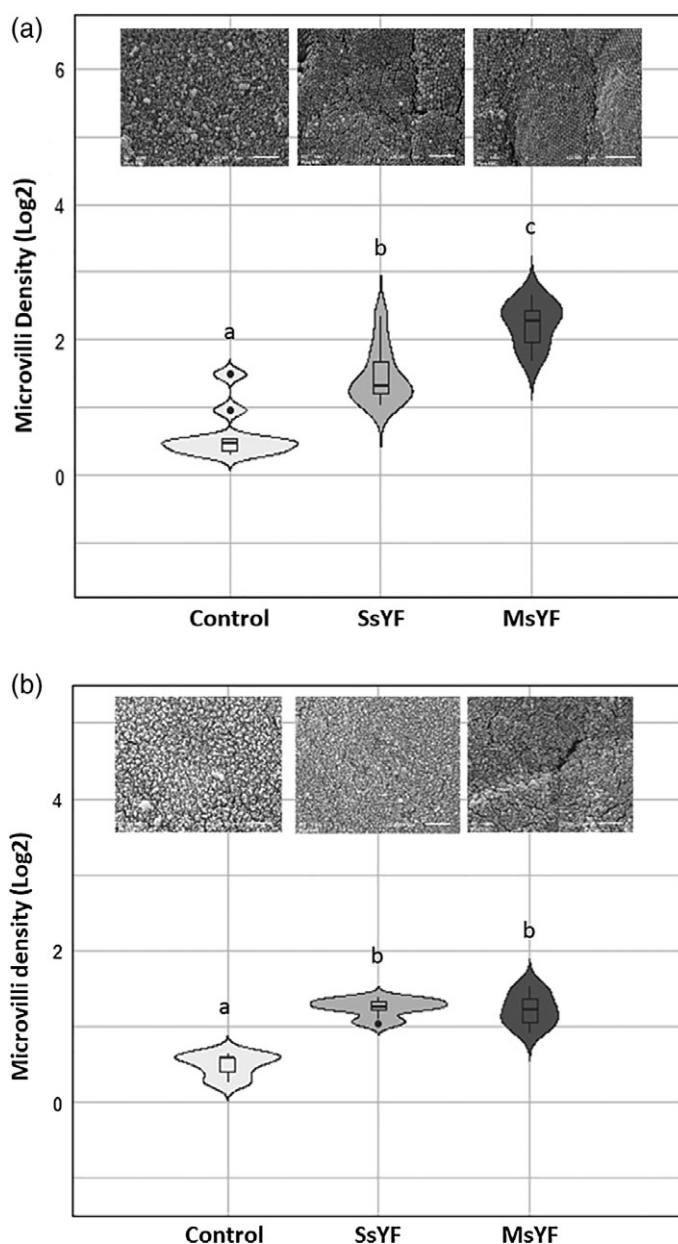 (a)
6
4
2
0
Microvilli Density (Log2)
a
b
c
Control SsYF MsYF
(b)
4
2
0
Microvilli density (Log2)
a
b
b
Control SsYF MsYF